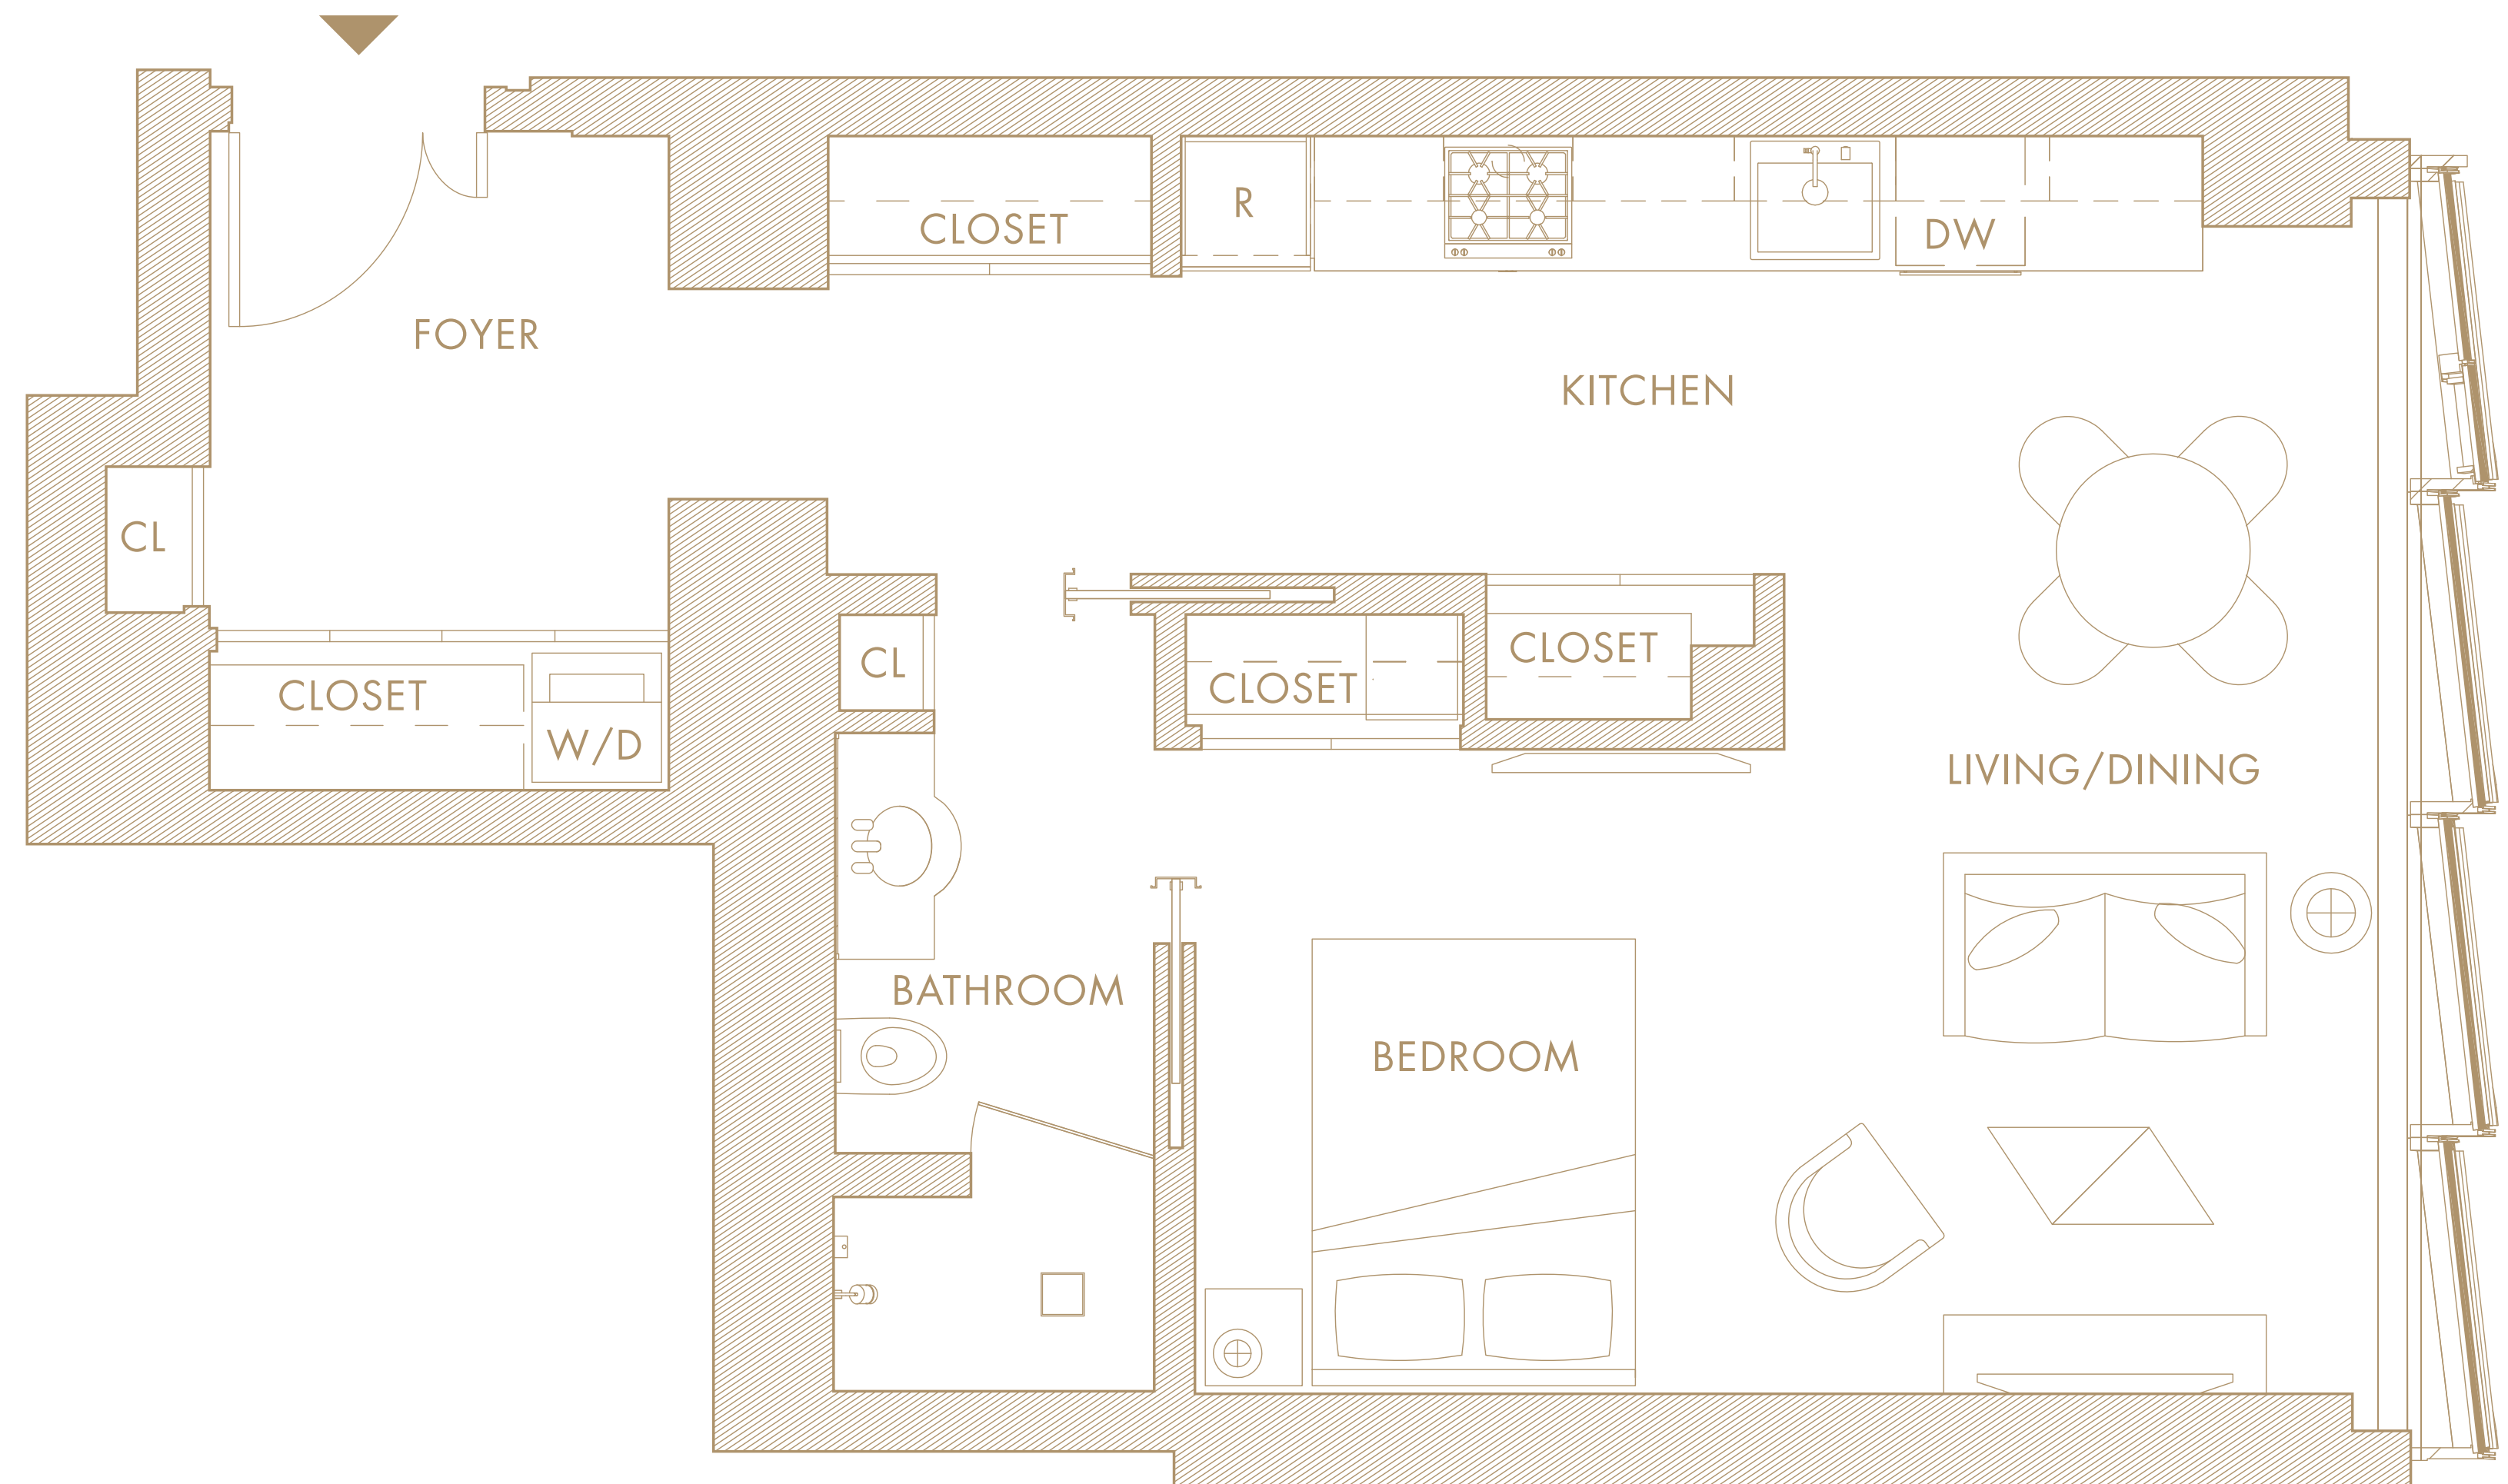 CLOSET
R
DW
FOYER
KITCHEN
CL
CLOSET
CL
CLOSET
CLOSET
W/D
LIVING/DINING
BATHROOM
BEDROOM